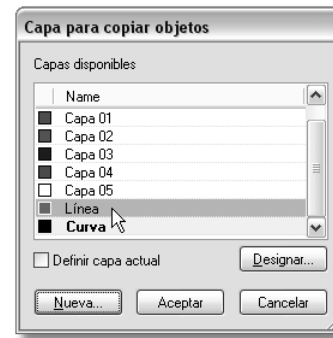 Capa para copiar objetos
Capas disponibles
Name
Capa 01
Capa 02
Capa 03
Capa 04
Capa 05
Línea
Curva
Definir capa actual
Designar...
Nueva...
Aceptar
Cancelar